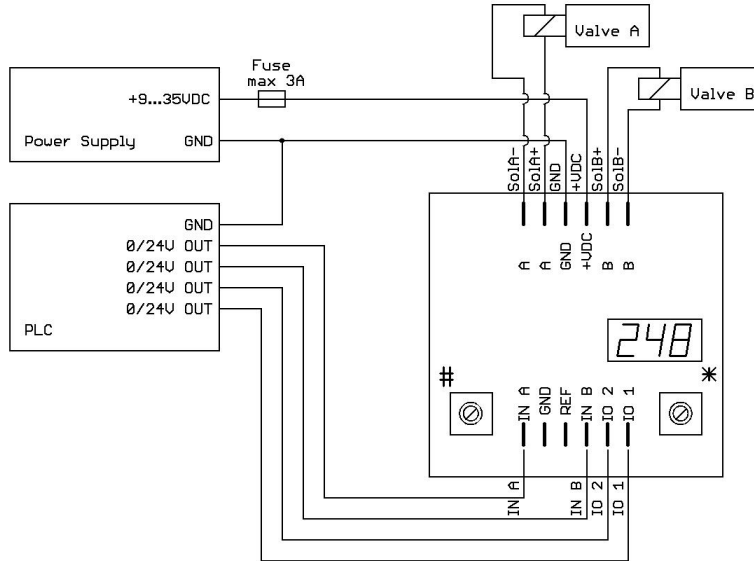 Valve A
Fuse
max 3A
Valve B
+9...35VDC
Power Supply
GND
SolA-
SolA+
GND
+VDC
SolB+
SolB-
GND
0/24V OUT
0/24V OUT
0/24V OUT
0/24V OUT
PLC
A
A
GND
+VDC
B
B
248
#
*
IN A
GND
REF
IN B
IO 2
IO 1
IN A
IN B
IO 2
IO 1